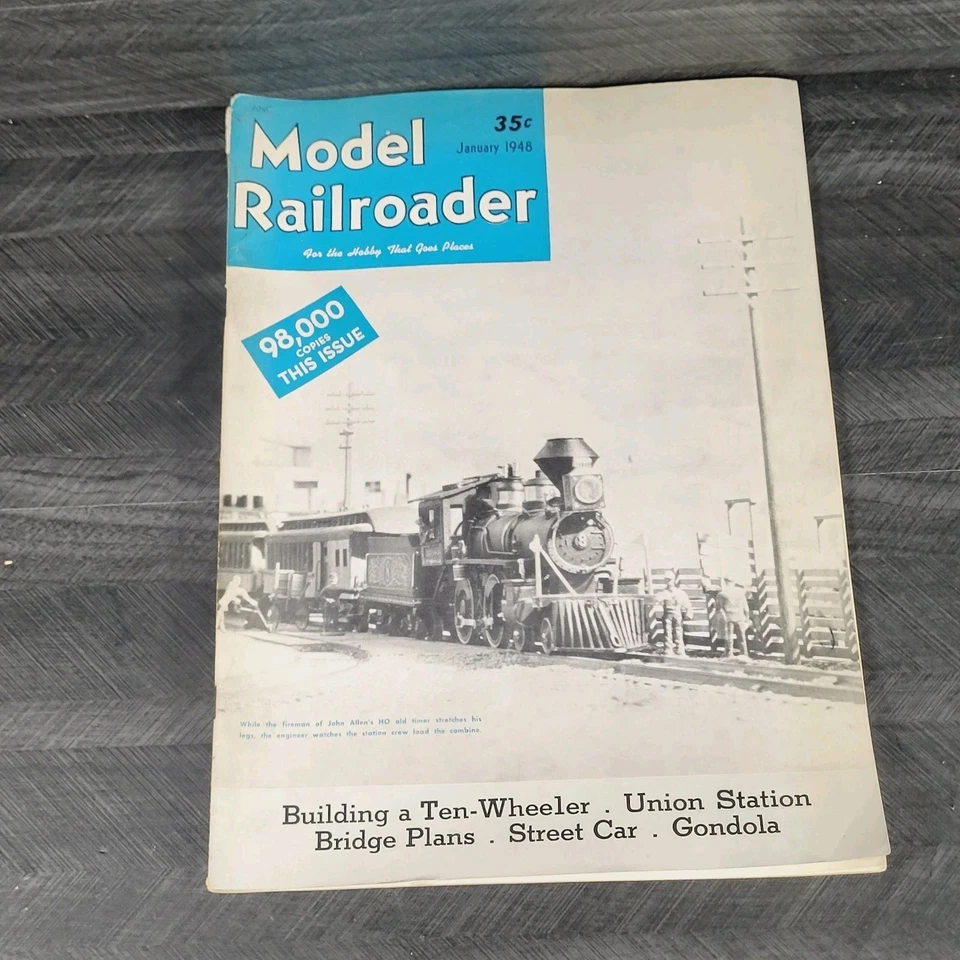 Model
Railroader
35c
January 1948
For the Hobby That Goes Places
98,000
COPIES
THIS ISSUE
While the fireman of John Allen's HO old timer stretches his
legs, the engineer watches the station crew load the combine.
Building a Ten-Wheeler . Union Station
Bridge Plans . Street Car . Gondola